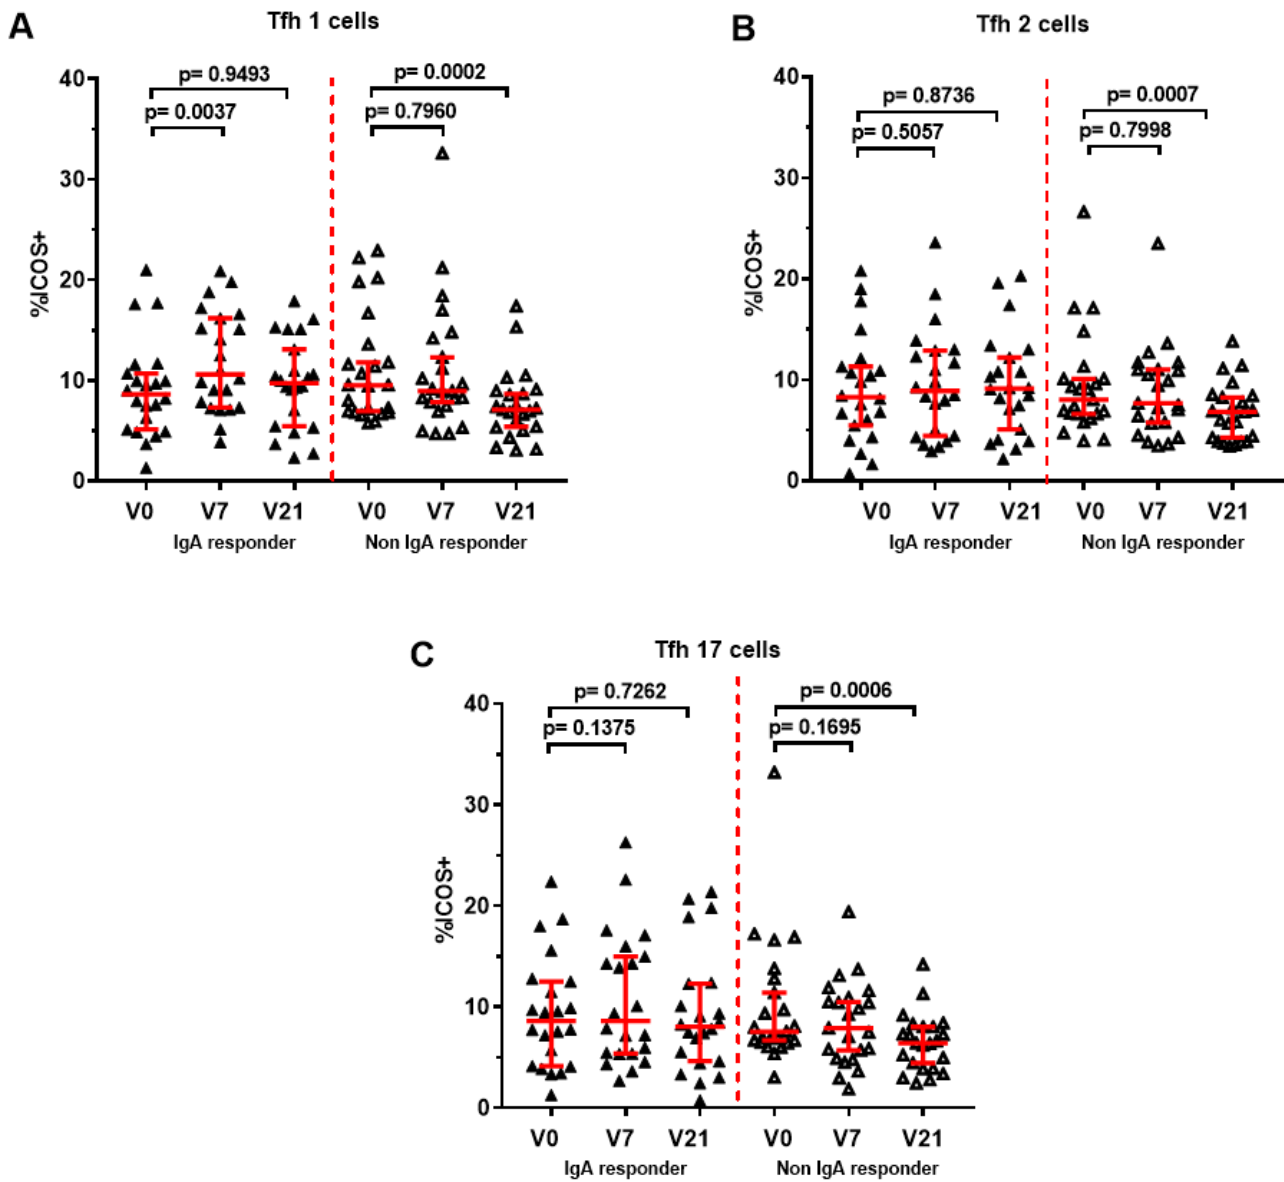 A
Tfh 1 cells
%ICOS+
40
30
20
10
0
p= 0.9493
p= 0.0037
p= 0.0002
p= 0.7960
V0 V7 V21 V0 V7 V21
IgA responder Non IgA responder
B
Tfh 2 cells
%ICOS+
40
30
20
10
0
p= 0.8736
p= 0.5057
p= 0.0007
p= 0.7998
V0 V7 V21 V0 V7 V21
IgA responder Non IgA responder
C
Tfh 17 cells
%ICOS+
40
30
20
10
0
p= 0.7262
p= 0.1375
p= 0.0006
p= 0.1695
V0 V7 V21 V0 V7 V21
IgA responder Non IgA responder